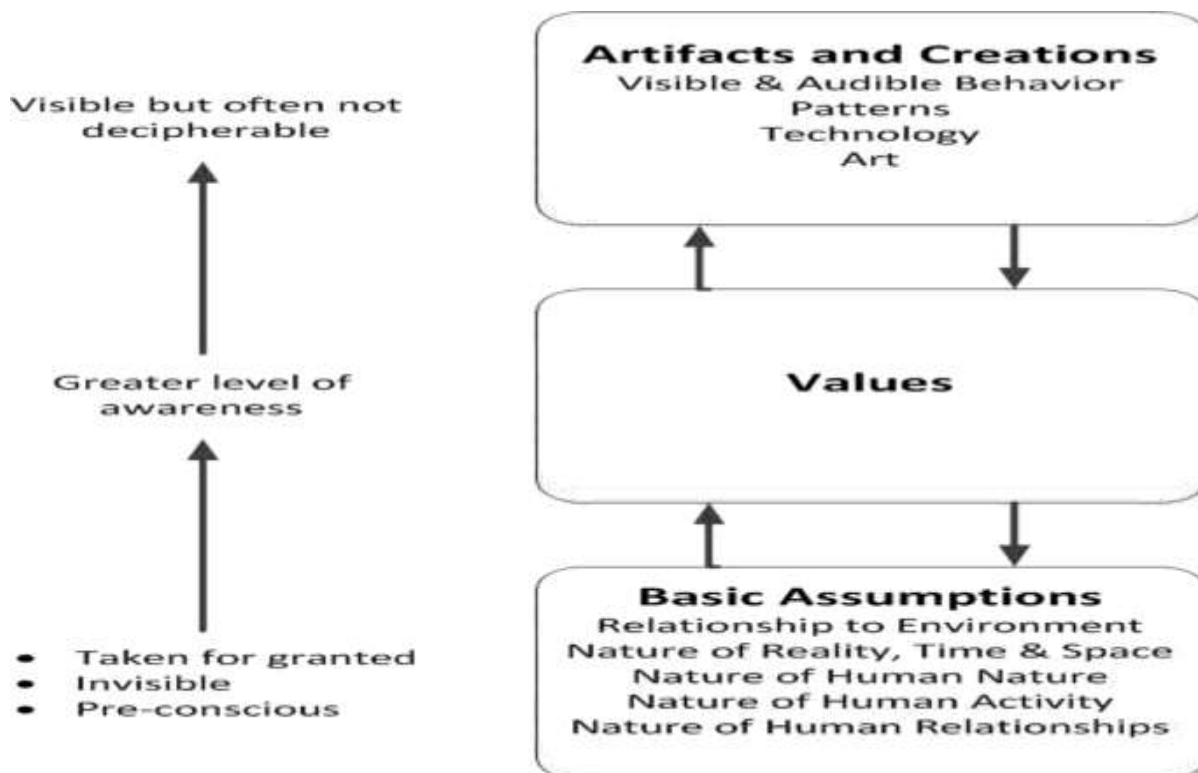 Artifacts and Creations
Visible & Audible Behavior
Patterns
Technology
Art
Visible but often not
decipherable
Values
Greater level of
awareness
Basic Assumptions
Relationship to Environment
Nature of Reality, Time & Space
Nature of Human Nature
Nature of Human Activity
Nature of Human Relationships
• Taken for granted
• Invisible
• Pre-conscious